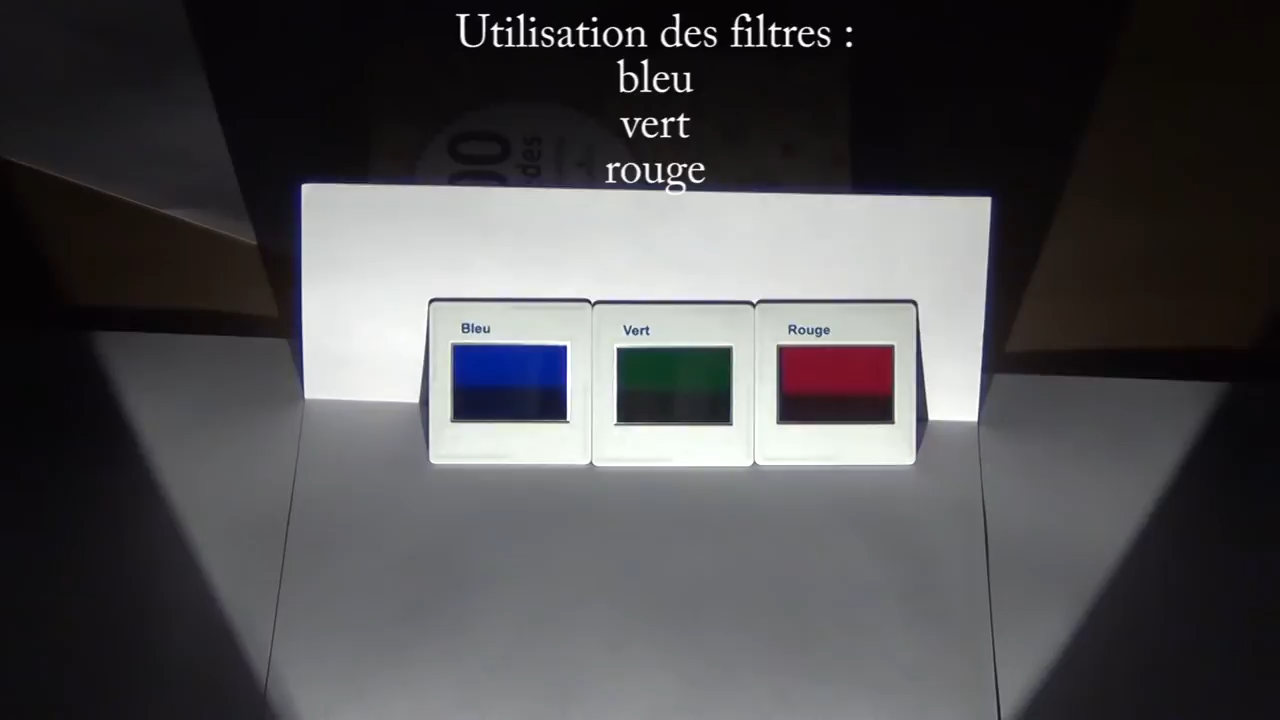 Utilisation des filtres :
bleu
vert
rouge
Bleu
Vert
Rouge